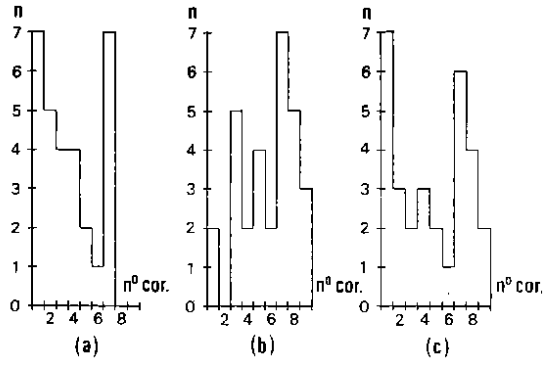 n n n
7 7 7
6 6 6
5 5 5
4 4 4
3 3 3
2 2 2
1 1 1
nº cor. nº cor. nº cor.
0 0 0
2 4 6 8 2 4 6 8 2 4 6 8
(a) (b) (c)